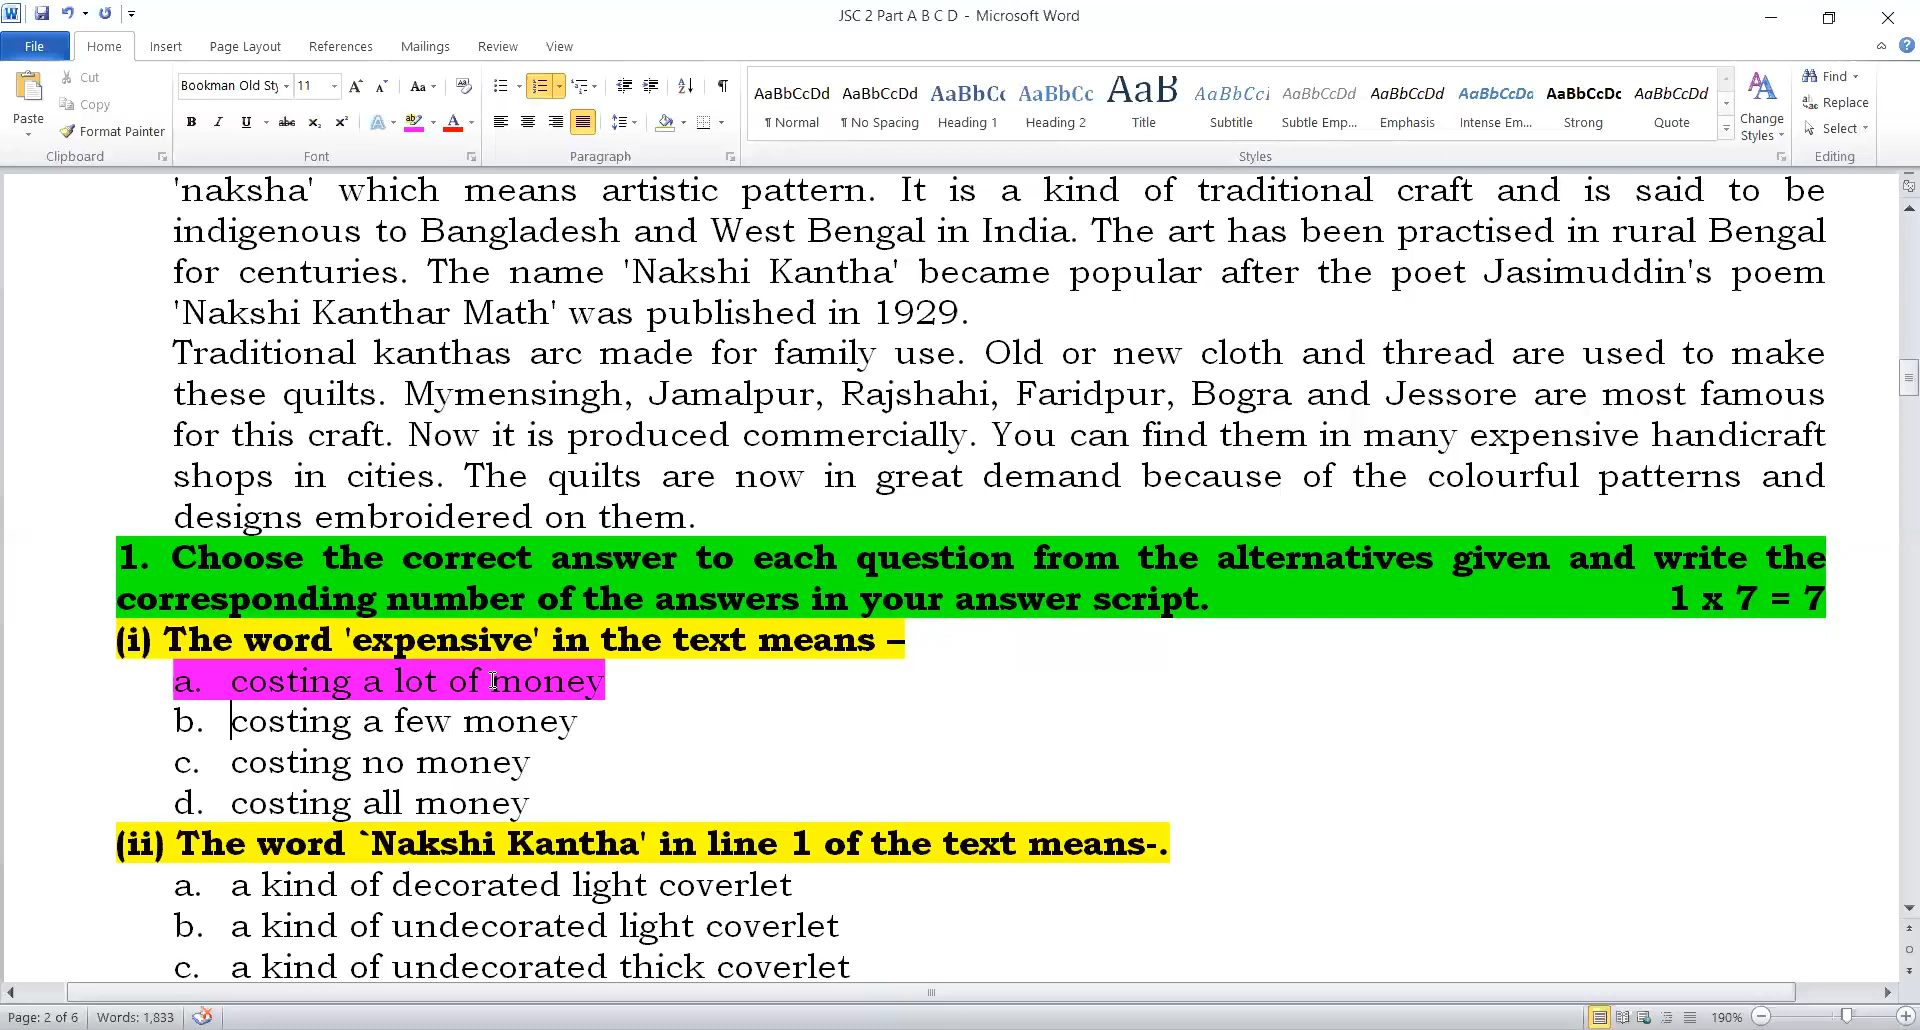 JSC 2 Part A B C D - Microsoft Word
File Home Insert Page Layout References Mailings Review View
Paste
Cut
Copy
Format Painter
Clipboard
Bookman Old Sty 11
Font
Paragraph
AaBbCcDd ¶ Normal
AaBbCcDd ¶ No Spacing
AaBbCc Heading 1
AaBbCc Heading 2
AaB Title
AaBbCcI Subtitle
AaBbCcDd Subtle Emp...
AaBbCcDd Emphasis
AaBbCcDd Intense Em...
AaBbCcDc Strong
AaBbCcDd Quote
Change Styles
Styles
Find
Replace
Select
Editing
'naksha' which means artistic pattern. It is a kind of traditional craft and is said to be
indigenous to Bangladesh and West Bengal in India. The art has been practised in rural Bengal
for centuries. The name 'Nakshi Kantha' became popular after the poet Jasimuddin's poem
'Nakshi Kanthar Math' was published in 1929.
Traditional kanthas arc made for family use. Old or new cloth and thread are used to make
these quilts. Mymensingh, Jamalpur, Rajshahi, Faridpur, Bogra and Jessore are most famous
for this craft. Now it is produced commercially. You can find them in many expensive handicraft
shops in cities. The quilts are now in great demand because of the colourful patterns and
designs embroidered on them.
1. Choose the correct answer to each question from the alternatives given and write the
corresponding number of the answers in your answer script. 1 x 7 = 7
(i) The word 'expensive' in the text means –
a. costing a lot of money
b. costing a few money
c. costing no money
d. costing all money
(ii) The word `Nakshi Kantha' in line 1 of the text means-.
a. a kind of decorated light coverlet
b. a kind of undecorated light coverlet
c. a kind of undecorated thick coverlet
Page: 2 of 6 Words: 1,833 190%